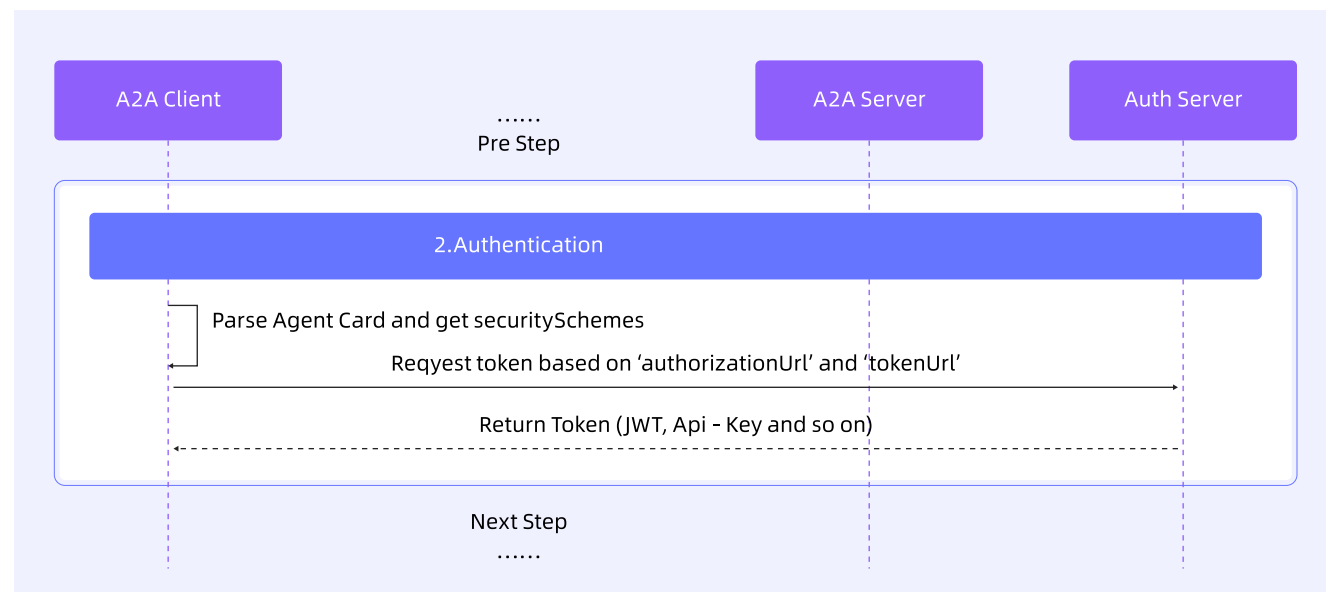 A2A Client
A2A Server
Auth Server
......
Pre Step
2.Authentication
Parse Agent Card and get securitySchemes
Reqyest token based on ‘authorizationUrl’ and ‘tokenUrl’
Return Token (JWT, Api – Key and so on)
Next Step
......